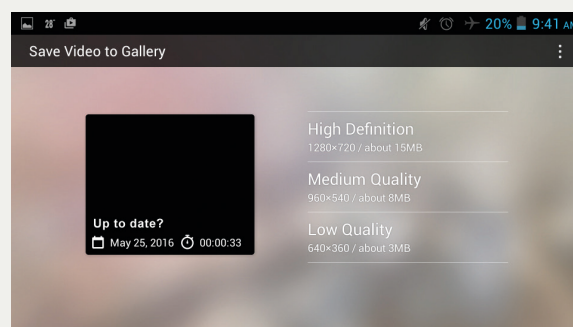 28°
20%
9:41 AM
Save Video to Gallery
High Definition
1280×720 / about 15MB
Medium Quality
960×540 / about 8MB
Low Quality
640×360 / about 3MB
Up to date?
May 25, 2016 00:00:33